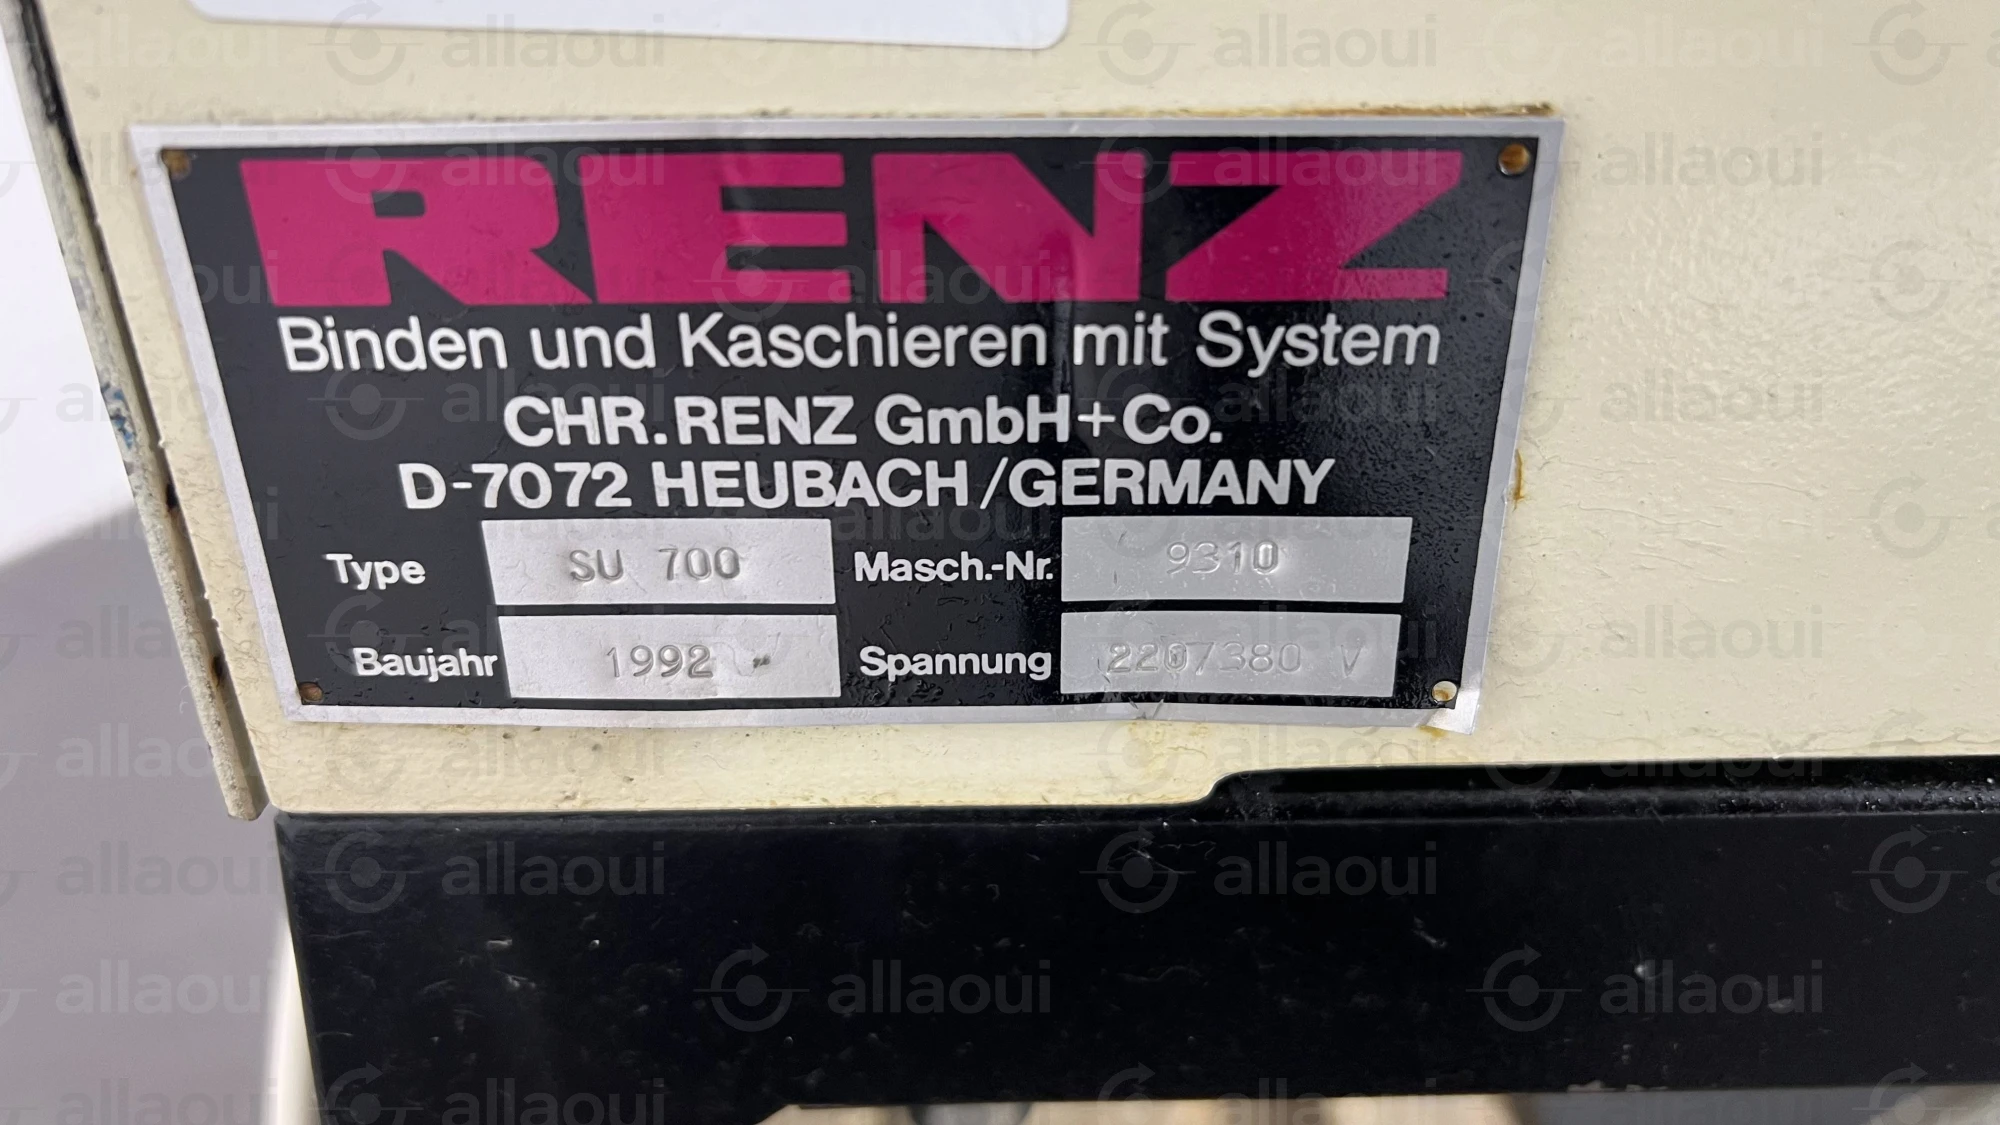 RENZ
Binden und Kaschieren mit System
CHR. RENZ GmbH+Co.
D-7072 HEUBACH/GERMANY
Type SU 700 Masch.-Nr. 9310
Baujahr 1992 Spannung 220/380 V
allaoui